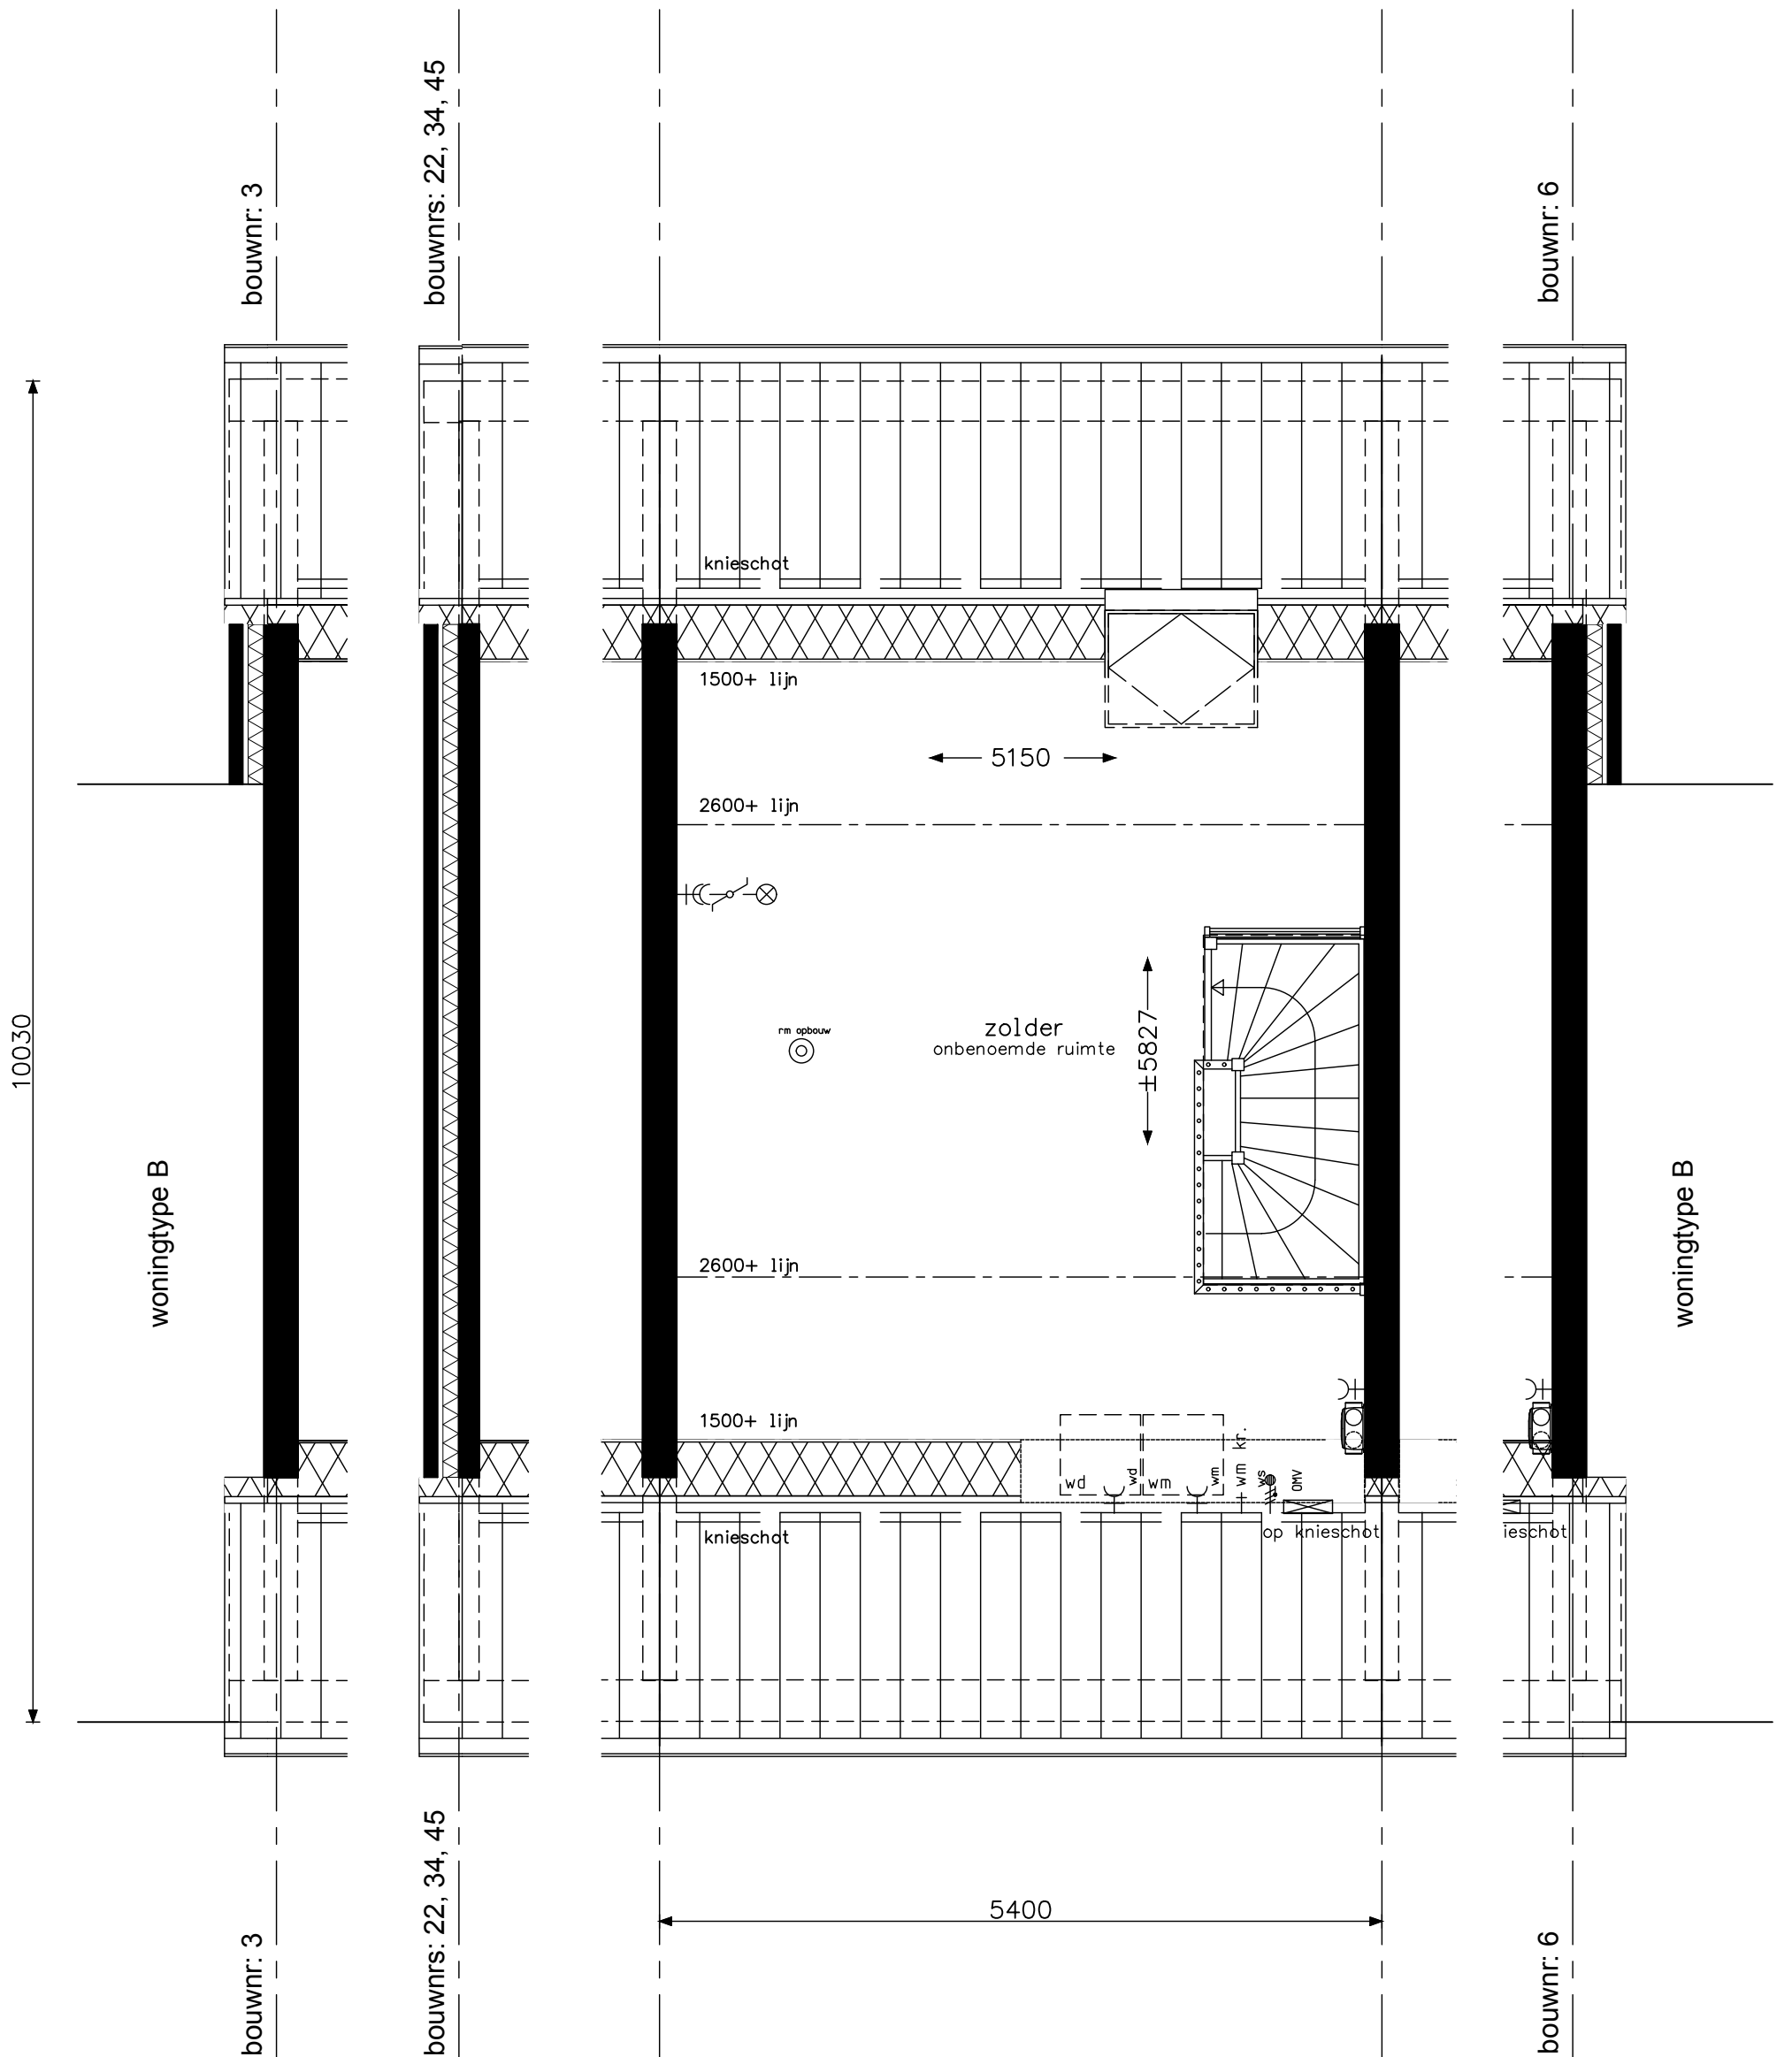 bouwnr: 3
bouwnrs: 22, 34, 45
bouwnr: 6
knieschot
1500+ lijn
5150
2600+ lijn
10030
rm opbouw
zolder
onbenoemde ruimte
±5827
woningtype B
woningtype B
2600+ lijn
1500+ lijn
wd
wd
wm
wm
wm kr.
ws
OMV
knieschot
op knieschot
ieschot
5400
bouwnr: 3
bouwnrs: 22, 34, 45
bouwnr: 6